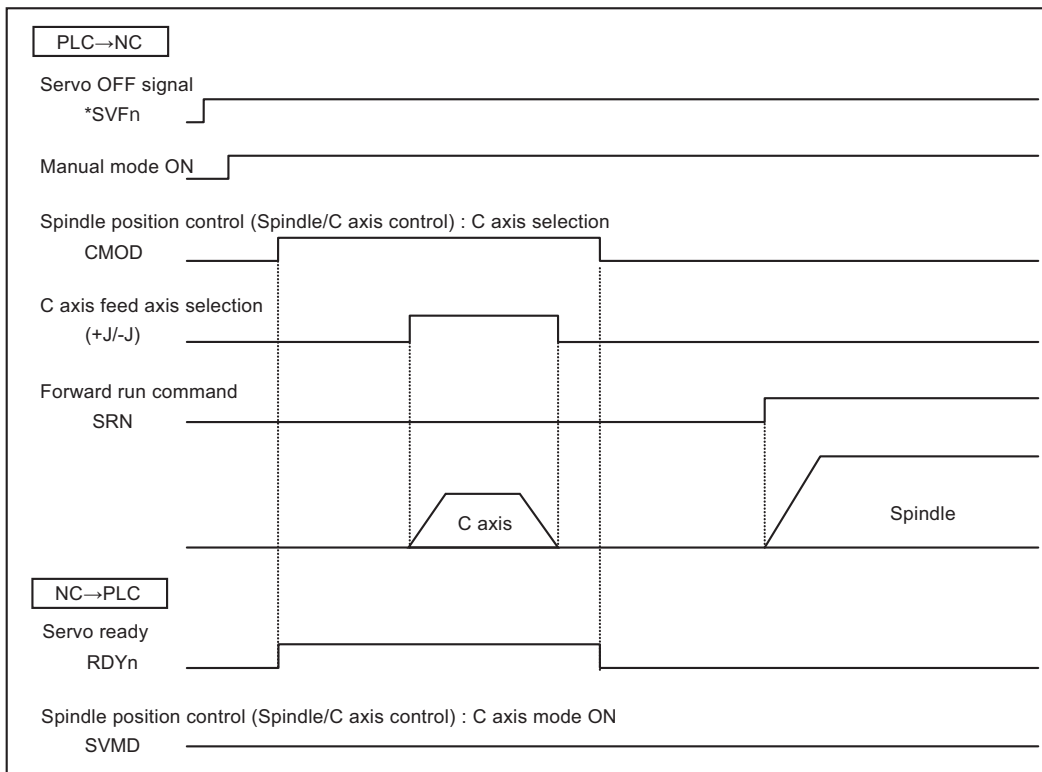 PLC→NC
Servo OFF signal
*SVFn
Manual mode ON
Spindle position control (Spindle/C axis control) : C axis selection
CMOD
C axis feed axis selection
(+J/-J)
Forward run command
SRN
C axis
Spindle
NC→PLC
Servo ready
RDYn
Spindle position control (Spindle/C axis control) : C axis mode ON
SVMD